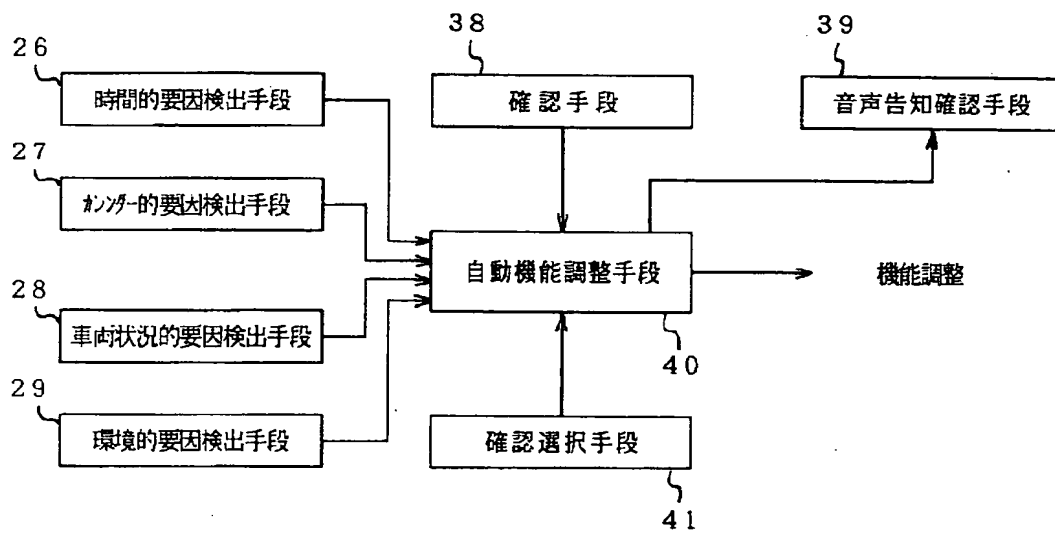 26
時間的要因検出手段
27
カレンダー的要因検出手段
28
車両状況的要因検出手段
29
環境的要因検出手段
38
確認手段
39
音声告知確認手段
自動機能調整手段
40
機能調整
確認選択手段
41